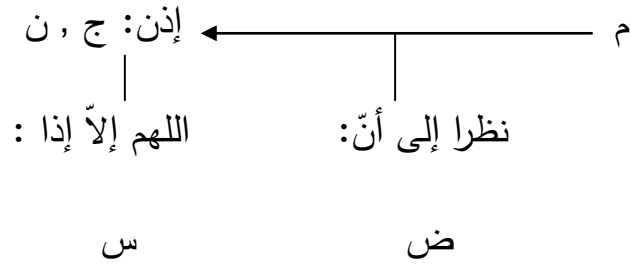 م إذن: ج , ن
نظرا إلى أنّ: اللهم إلاّ إذا :
ض س